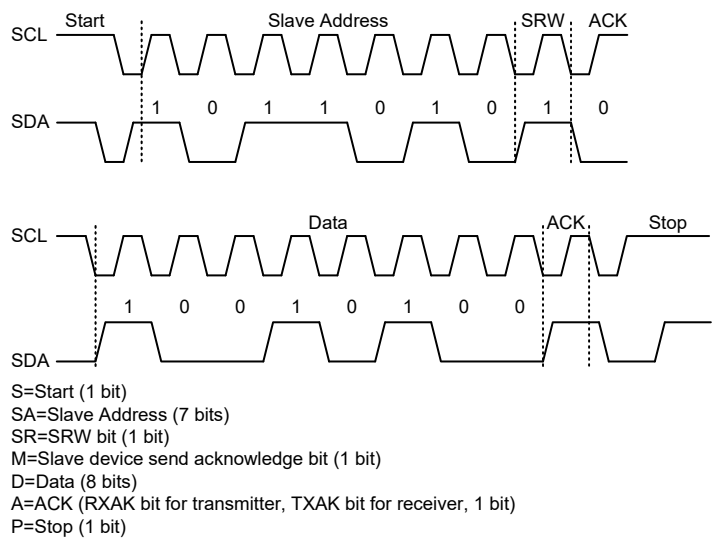 Start Slave Address SRW ACK
SCL
1 0 1 1 0 1 0 1 0
SDA
Data ACK Stop
SCL
1 0 0 1 0 1 0 0
SDA
S=Start (1 bit)
SA=Slave Address (7 bits)
SR=SRW bit (1 bit)
M=Slave device send acknowledge bit (1 bit)
D=Data (8 bits)
A=ACK (RXAK bit for transmitter, TXAK bit for receiver, 1 bit)
P=Stop (1 bit)